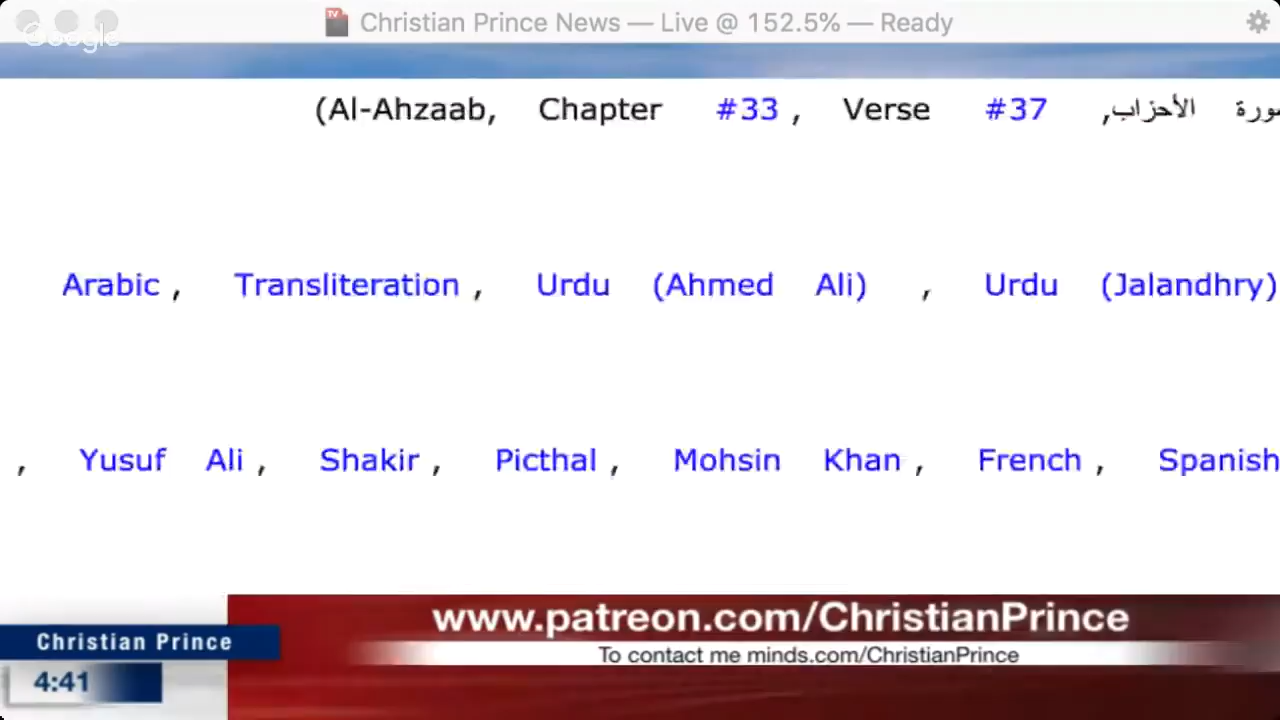 Christian Prince News — Live @ 152.5% — Ready
Google
(Al-Ahzaab, Chapter #33 , Verse #37 ,الأحزاب
Arabic , Transliteration , Urdu (Ahmed Ali) , Urdu (Jalandhry)
, Yusuf Ali , Shakir , Picthal , Mohsin Khan , French , Spanish
www.patreon.com/ChristianPrince
Christian Prince
To contact me minds.com/ChristianPrince
4:41